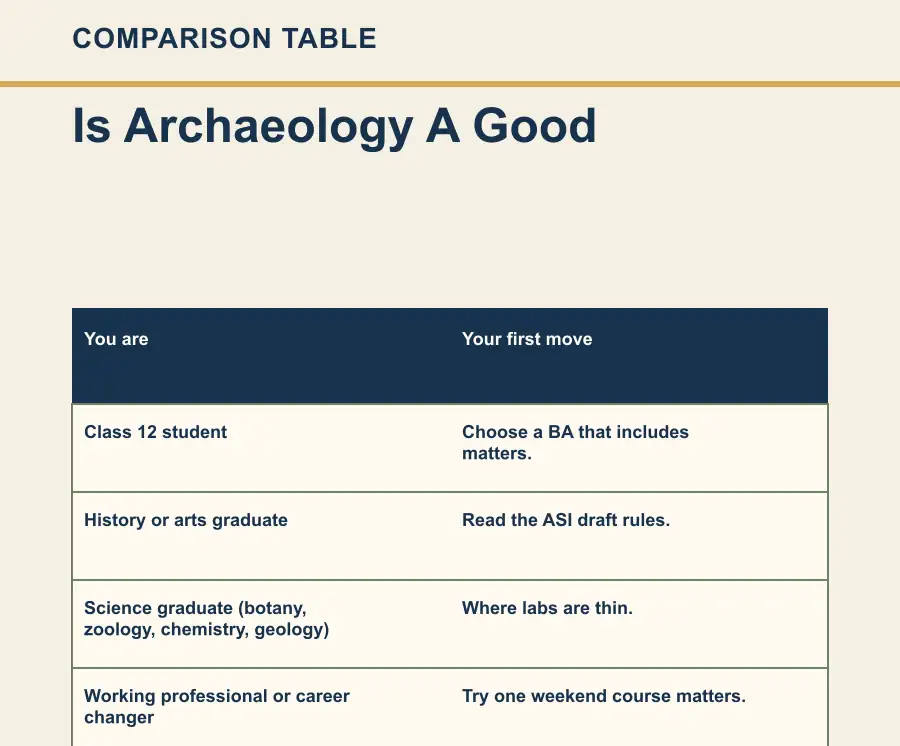 COMPARISON TABLE
Is Archaeology A Good
You are
Your first move
Class 12 student
Choose a BA that includes
matters.
History or arts graduate
Read the ASI draft rules.
Science graduate (botany,
zoology, chemistry, geology)
Where labs are thin.
Working professional or career
changer
Try one weekend course matters.